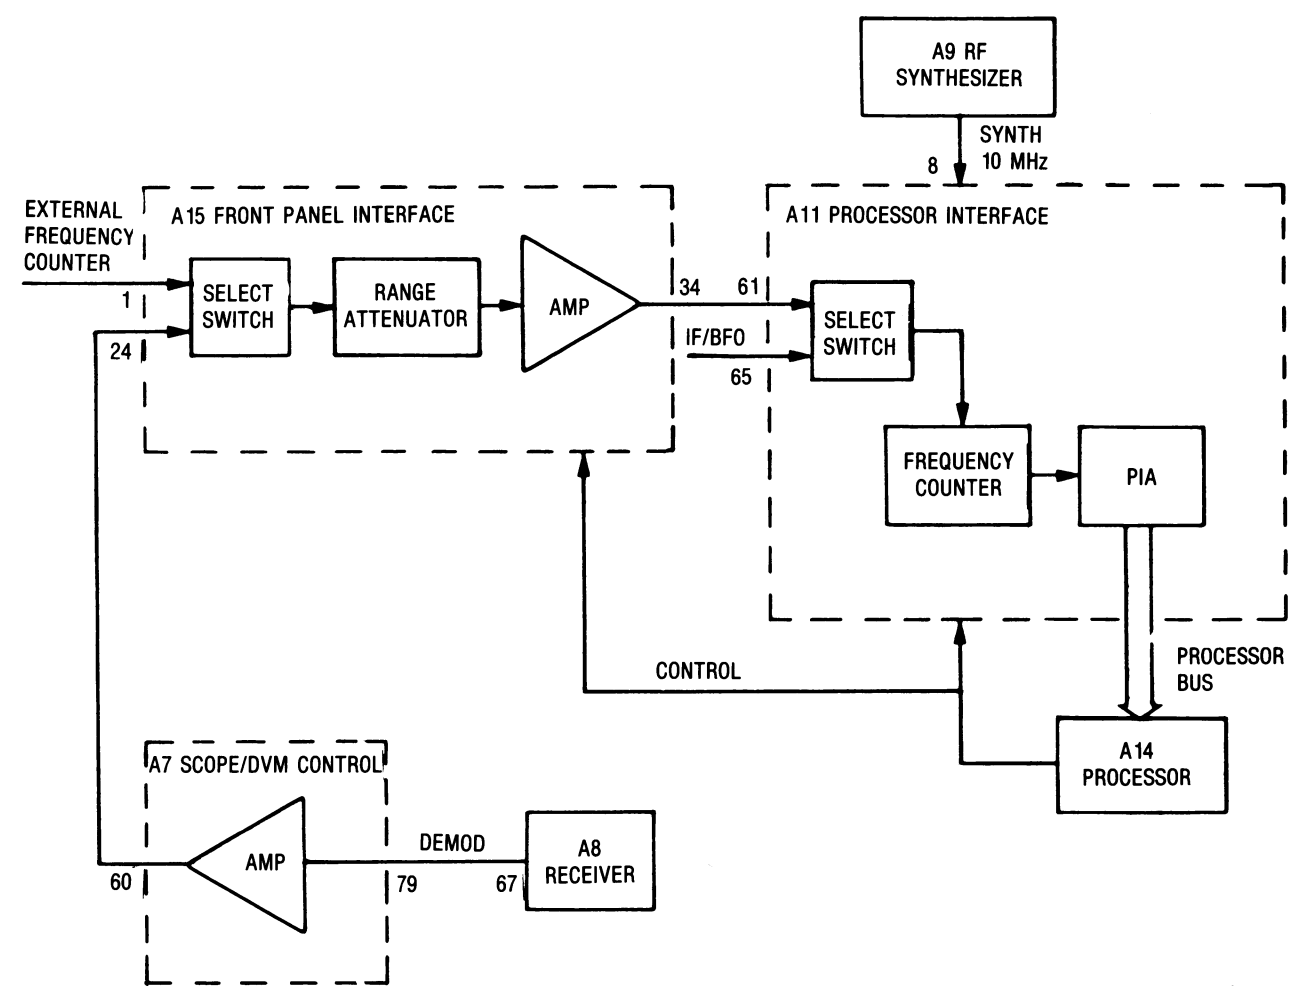 A9 RF
SYNTHESIZER
SYNTH
10 MHz
8
EXTERNAL
FREQUENCY
COUNTER
1
24
A15 FRONT PANEL INTERFACE
SELECT
SWITCH
RANGE
ATTENUATOR
AMP
34
61
IF/BFO
65
A11 PROCESSOR INTERFACE
SELECT
SWITCH
FREQUENCY
COUNTER
PIA
CONTROL
PROCESSOR
BUS
A14
PROCESSOR
A7 SCOPE/DVM CONTROL
AMP
60
DEMOD
79
67
A8
RECEIVER